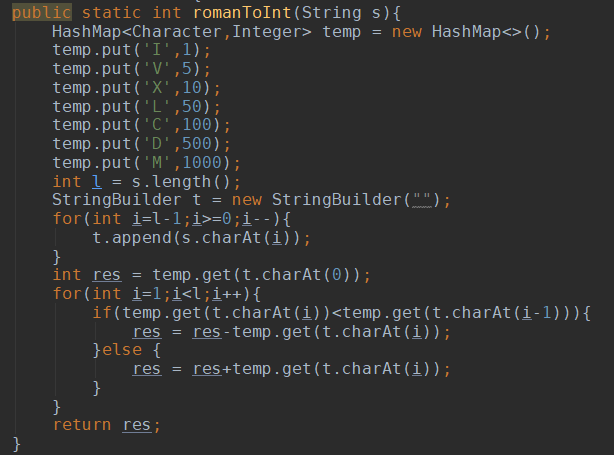 public static int romanToInt(String s){
    HashMap<Character,Integer> temp = new HashMap<>();
    temp.put('I',1);
    temp.put('V',5);
    temp.put('X',10);
    temp.put('L',50);
    temp.put('C',100);
    temp.put('D',500);
    temp.put('M',1000);
    int l = s.length();
    StringBuilder t = new StringBuilder("");
    for(int i=l-1;i>=0;i--){
        t.append(s.charAt(i));
    }
    int res = temp.get(t.charAt(0));
    for(int i=1;i<l;i++){
        if(temp.get(t.charAt(i))<temp.get(t.charAt(i-1))){
            res = res-temp.get(t.charAt(i));
        }else {
            res = res+temp.get(t.charAt(i));
        }
    }
    return res;
}